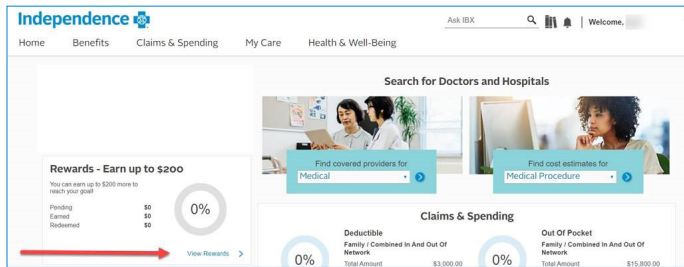 Independence
Ask IBX
Welcome,
Home Benefits Claims & Spending My Care Health & Well-Being
Search for Doctors and Hospitals
Find covered providers for
Medical
Find cost estimates for
Medical Procedure
Rewards - Earn up to $200
You can earn up to $200 more to
reach your goal!
Pending $0
Earned $0
Redeemed $0
0%
View Rewards >
Claims & Spending
0%
Deductible
Family / Combined In And Out Of
Network
Total Amount $3,000.00
0%
Out Of Pocket
Family / Combined In And Out Of
Network
Total Amount $15,800.00